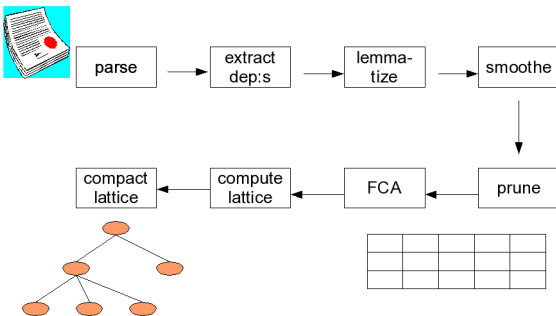 parse
extract
dep:s
lemma-
tize
smoothe
compact
lattice
compute
lattice
FCA
prune